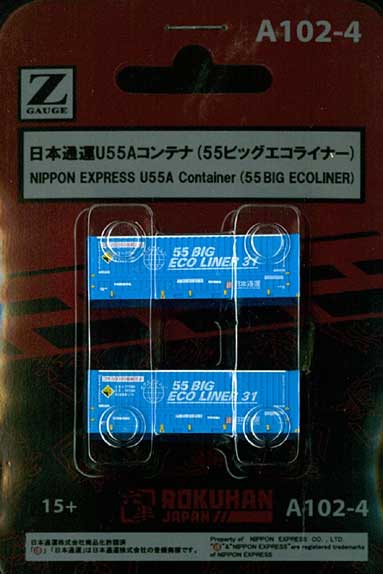 A102-4
Z
GAUGE
日本通運U55Aコンテナ(55ビッグエコライナー)
NIPPON EXPRESS U55A Container (55 BIG ECOLINER)
55 BIG
ECO LINER 31
日本通運
55 BIG
ECO LINER 31
15+
ROKUHAN
JAPAN
A102-4
日本通運株式会社商品化許諾済
「日本通運」は日本通運株式会社の登録商標です。
Property of NIPPON EXPRESS CO., LTD.
NIPPON EXPRESS" are registered trademarks
of NIPPON EXPRESS